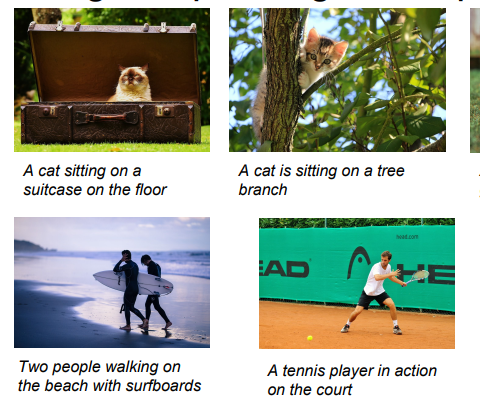 A cat sitting on a
suitcase on the floor
A cat is sitting on a tree
branch
head.com
EAD
HE
Two people walking on
the beach with surfboards
A tennis player in action
on the court